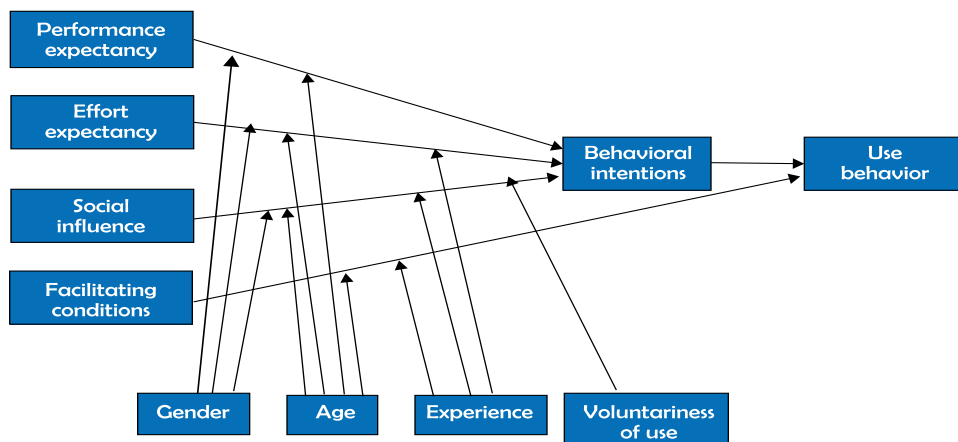 Performance
expectancy
Effort
expectancy
Social
influence
Facilitating
conditions
Behavioral
intentions
Use
behavior
Gender
Age
Experience
Voluntariness
of use